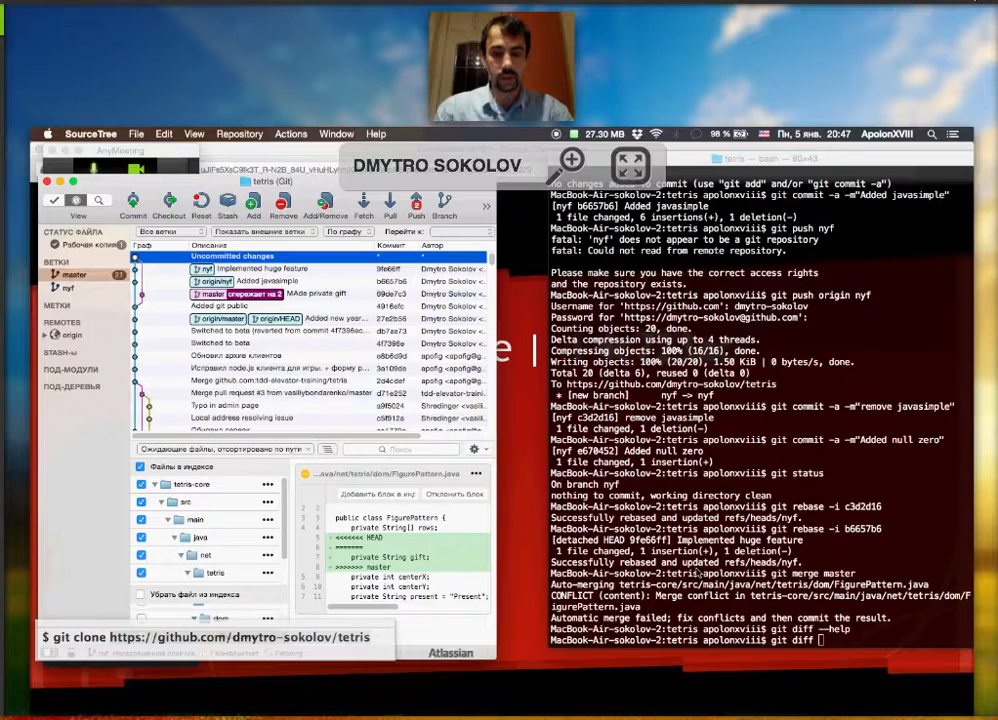 SourceTree File Edit View Repository Actions Window Help
27.30 MB 98 % Пн, 5 янв. 20:47 ApolonXVIII
AnyMeeting
DMYTRO SOKOLOV
tetris — bash — 80×43
tetris (Git)
View Commit Checkout Reset Stash Add Remove Add/Remove Fetch Pull Push Branch
СТАТУС ФАЙЛА
Рабочая копия 1
ВЕТКИ
master 21
nyf
МЕТКИ
REMOTES
origin
STASH-и
ПОД-МОДУЛИ
ПОД-ДЕРЕВЬЯ
Все ветки Показать внешние ветки По графу Перейти к:
Граф Описание Коммит Автор
Uncommitted changes * *
nyf Implemented huge feature 9fe66ff Dmytro Sokolov <..
origin/nyf Added javasimple b6657b6 Dmytro Sokolov <..
master опережает на 2 MAde private gift 69de7c3 Dmytro Sokolov <..
Added git public 4916efc Dmytro Sokolov <..
origin/master origin/HEAD Added new year... 27e2b56 Dmytro Sokolov <..
Switched to beta (reverted from commit 4f7396ac... db7ae73 Dmytro Sokolov <..
Switched to beta 4f7396e Dmytro Sokolov <..
Обновил архив клиентов e8b6d9d apofig <apofig@..
Исправил node.js клиента для игры. + форму р... 3a109de apofig <apofig@..
Merge github.com:tdd-elevator-training/tetris 2d4cdef apofig <apofig@..
Merge pull request #3 from vasiliybondarenko/master d71e252 tdd-elevator-train..
Typo in admin page a9f5024 Shredinger <vasili..
Local address resolving issue Shredinger <vasili..
Ожидающие файлы, отсортировано по пути Поиск
Файлы в индексе
tetris-core
src
main
java
net
tetris
Убрать файл из индекса
dom
...ava/net/tetris/dom/FigurePattern.java
Добавить блок в инд Отклонить блок
public class FigurePattern {
private String[] rows;
<<<<<<< HEAD
=======
private String gift;
>>>>>>> master
private int centerX;
private int centerY;
private String present = "Present";
$ git clone https://github.com/dmytro-sokolov/tetris
Atlassian
e |
no changes added to commit (use "git add" and/or "git commit -a")
MacBook-Air-sokolov-2:tetris apolonxviii$ git commit -a -m"Added javasimple"
[nyf b6657b6] Added javasimple
1 file changed, 6 insertions(+), 1 deletion(-)
MacBook-Air-sokolov-2:tetris apolonxviii$ git push nyf
fatal: 'nyf' does not appear to be a git repository
fatal: Could not read from remote repository.
Please make sure you have the correct access rights
and the repository exists.
MacBook-Air-sokolov-2:tetris apolonxviii$ git push origin nyf
Username for 'https://github.com': dmytro-sokolov
Password for 'https://dmytro-sokolov@github.com':
Counting objects: 20, done.
Delta compression using up to 4 threads.
Compressing objects: 100% (16/16), done.
Writing objects: 100% (20/20), 1.50 KiB | 0 bytes/s, done.
Total 20 (delta 6), reused 0 (delta 0)
To https://github.com/dmytro-sokolov/tetris
* [new branch] nyf -> nyf
MacBook-Air-sokolov-2:tetris apolonxviii$ git commit -a -m"remove javasimple"
[nyf c3d2d16] remove javasimple
1 file changed, 1 deletion(-)
MacBook-Air-sokolov-2:tetris apolonxviii$ git commit -a -m"Added null zero"
[nyf e670452] Added null zero
1 file changed, 1 insertion(+)
MacBook-Air-sokolov-2:tetris apolonxviii$ git status
On branch nyf
nothing to commit, working directory clean
MacBook-Air-sokolov-2:tetris apolonxviii$ git rebase -i c3d2d16
Successfully rebased and updated refs/heads/nyf.
MacBook-Air-sokolov-2:tetris apolonxviii$ git rebase -i b6657b6
[detached HEAD 9fe66ff] Implemented huge feature
1 file changed, 1 insertion(+), 1 deletion(-)
Successfully rebased and updated refs/heads/nyf.
MacBook-Air-sokolov-2:tetris apolonxviii$ git merge master
Auto-merging tetris-core/src/main/java/net/tetris/dom/FigurePattern.java
CONFLICT (content): Merge conflict in tetris-core/src/main/java/net/tetris/dom/F
igurePattern.java
Automatic merge failed; fix conflicts and then commit the result.
MacBook-Air-sokolov-2:tetris apolonxviii$ git diff --help
MacBook-Air-sokolov-2:tetris apolonxviii$ git diff